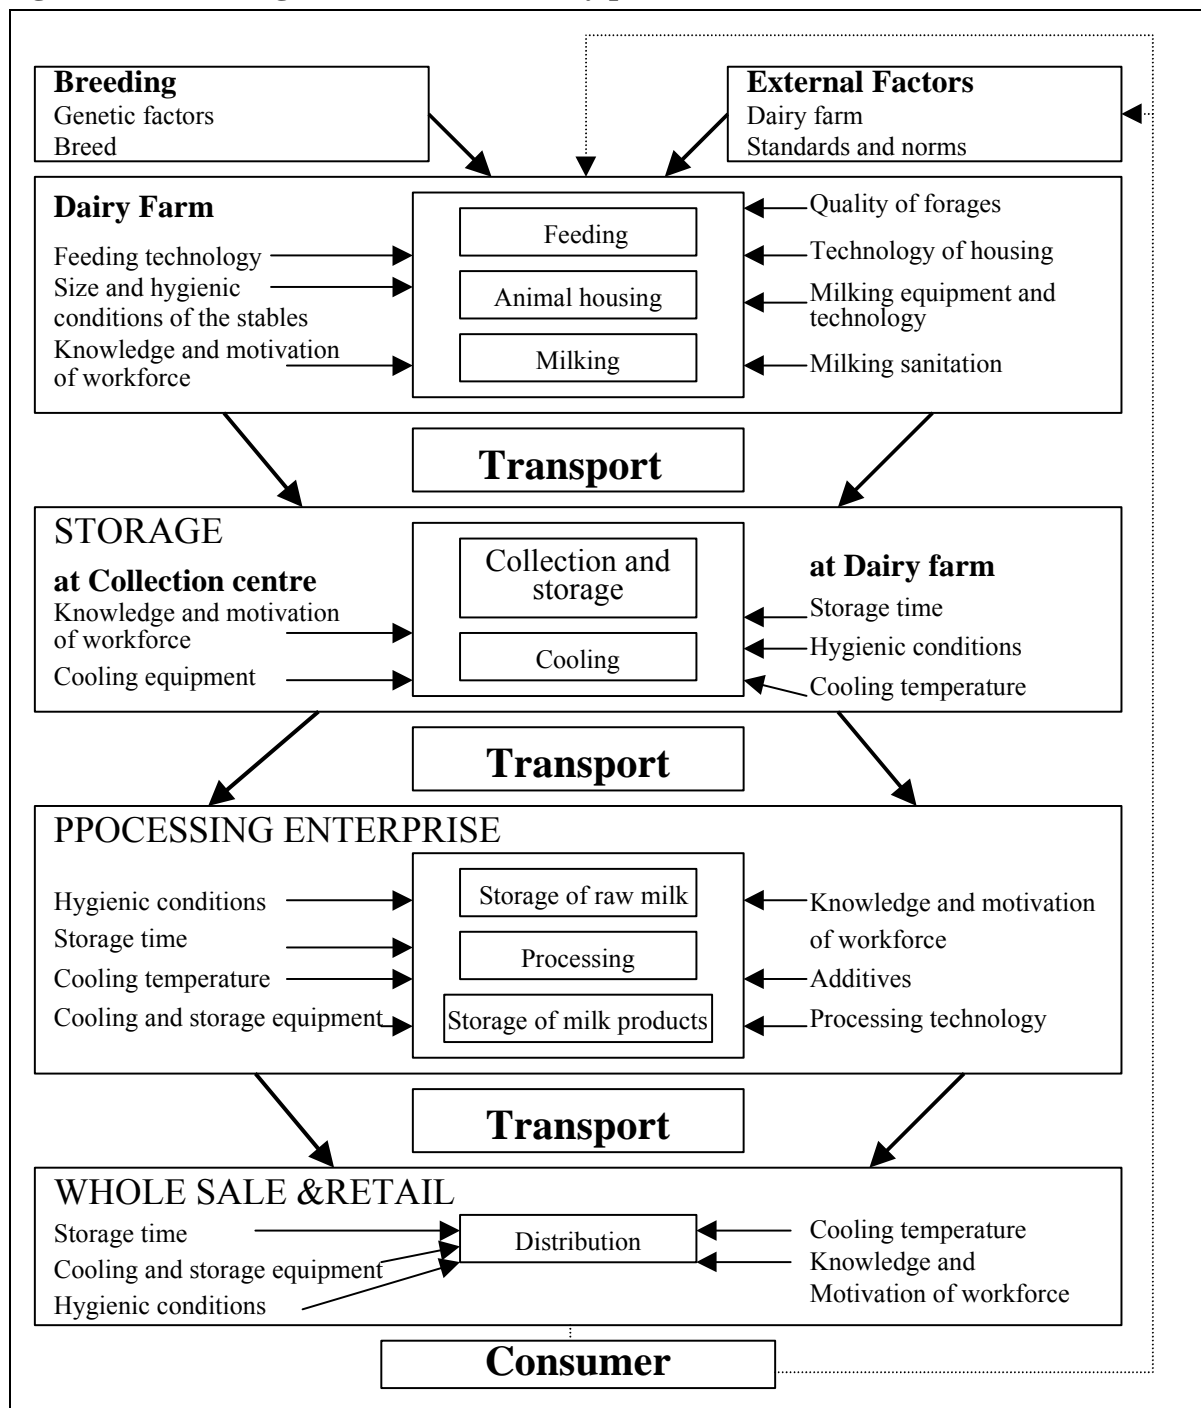 Breeding
Genetic factors
Breed
External Factors
Dairy farm
Standards and norms
Dairy Farm
Feeding technology
Size and hygienic
conditions of the stables
Knowledge and motivation
of workforce
Feeding
Animal housing
Milking
Quality of forages
Technology of housing
Milking equipment and
technology
Milking sanitation
Transport
STORAGE
at Collection centre
Knowledge and motivation
of workforce
Cooling equipment
Collection and
storage
Cooling
at Dairy farm
Storage time
Hygienic conditions
Cooling temperature
Transport
PPOCESSING ENTERPRISE
Hygienic conditions
Storage time
Cooling temperature
Cooling and storage equipment
Storage of raw milk
Processing
Storage of milk products
Knowledge and motivation
of workforce
Additives
Processing technology
Transport
WHOLE SALE &RETAIL
Storage time
Cooling and storage equipment
Hygienic conditions
Distribution
Cooling temperature
Knowledge and
Motivation of workforce
Consumer